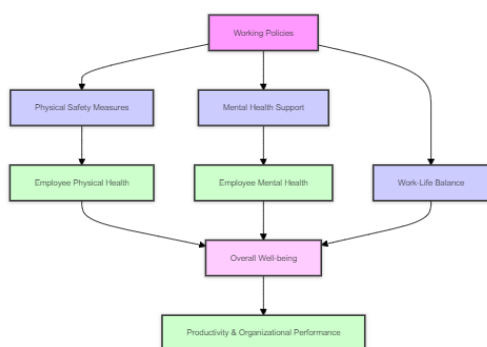 Working Policies
Physical Safety Measures
Mental Health Support
Employee Physical Health
Employee Mental Health
Work-Life Balance
Overall Well-being
Productivity & Organizational Performance